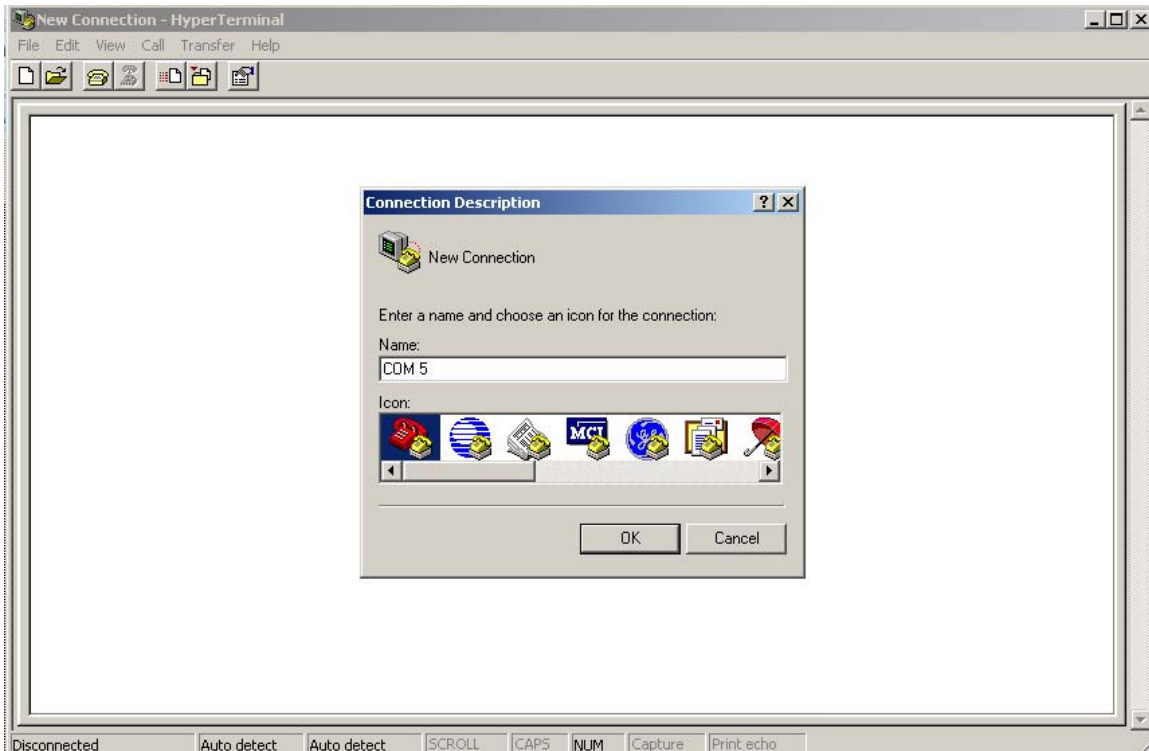 New Connection - HyperTerminal
File Edit View Call Transfer Help
Connection Description
New Connection
Enter a name and choose an icon for the connection:
Name:
COM 5
Icon:
MCI
OK Cancel
Disconnected Auto detect Auto detect SCROLL CAPS NUM Capture Print echo